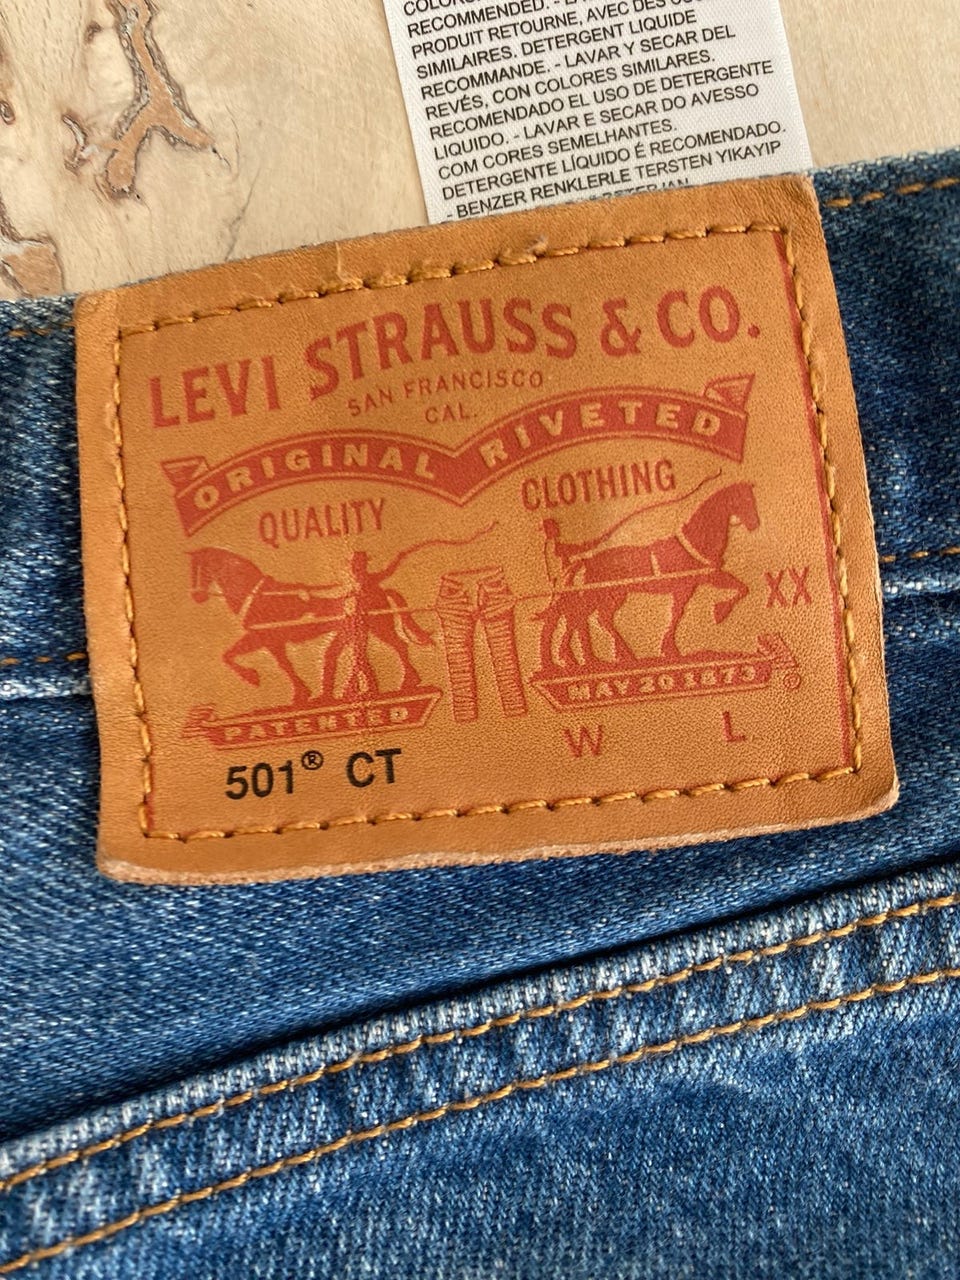 RECOMMENDED. - LA
PRODUIT RETOURNE, AVEC DES
SIMILAIRES. DETERGENT LIQUIDE
RECOMMANDE. - LAVAR Y SECAR DEL
REVÉS, CON COLORES SIMILARES.
RECOMENDADO EL USO DE DETERGENTE
LIQUIDO. - LAVAR E SECAR DO AVESSO
COM CORES SEMELHANTES.
DETERGENTE LÍQUIDO É RECOMENDADO.
- BENZER RENKLERLE TERSTEN YIKAYIP
LEVI STRAUSS & CO.
SAN FRANCISCO
CAL.
ORIGINAL RIVETED
QUALITY CLOTHING
XX
PATENTED MAY 20 1873 ©
W L
501® CT